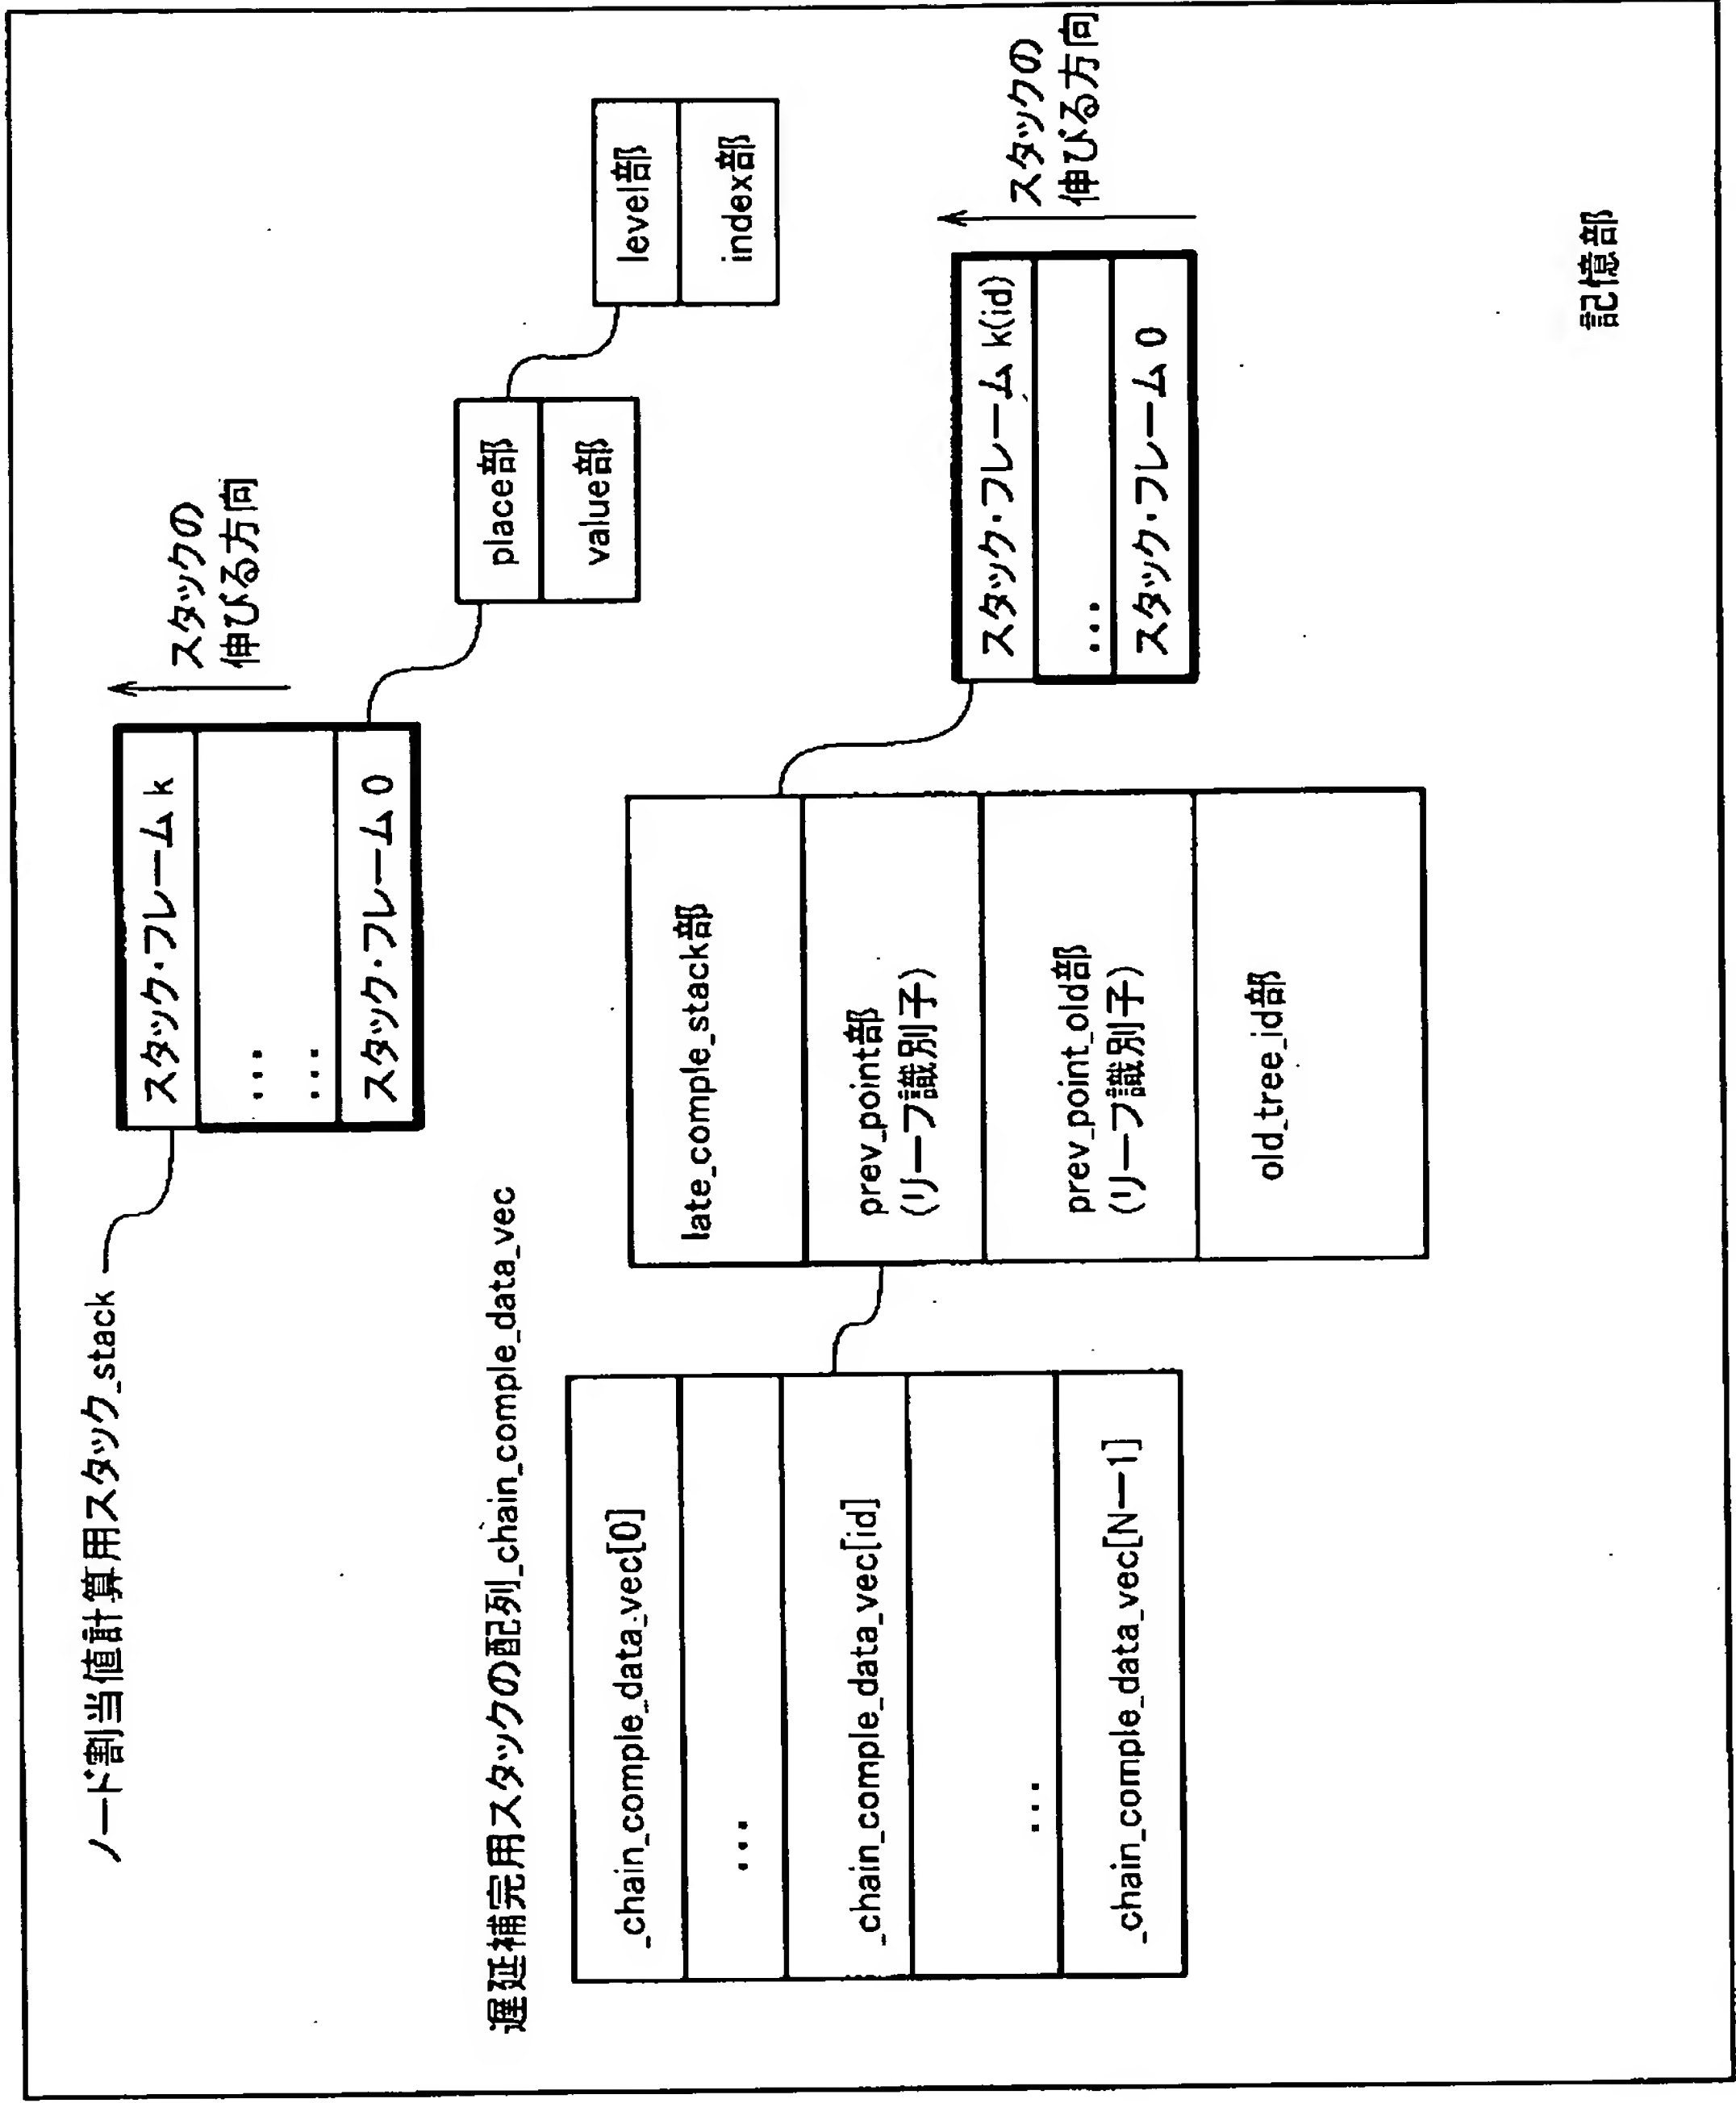 ノード割当値計算用スタック_stack
スタック・フレーム k
...
...
スタック・フレーム 0
スタックの
伸びる方向
place部
value部
level部
index部
遅延補完用スタックの配列_chain_comple_data_vec
_chain_comple_data_vec[0]
...
_chain_comple_data_vec[id]
...
_chain_comple_data_vec[N－1]
late_comple_stack部
prev_point部
(リーフ識別子)
prev_point_old部
(リーフ識別子)
old_tree_id部
スタック・フレーム k(id)
...
スタック・フレーム 0
スタックの
伸びる方向
記憶部